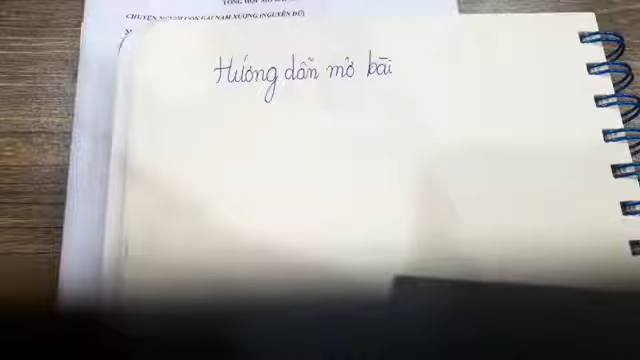 CHUYỆN NGƯỜI CON GÁI NAM XƯƠNG (NGUYỄN DỮ)
Hướng dẫn mở bài